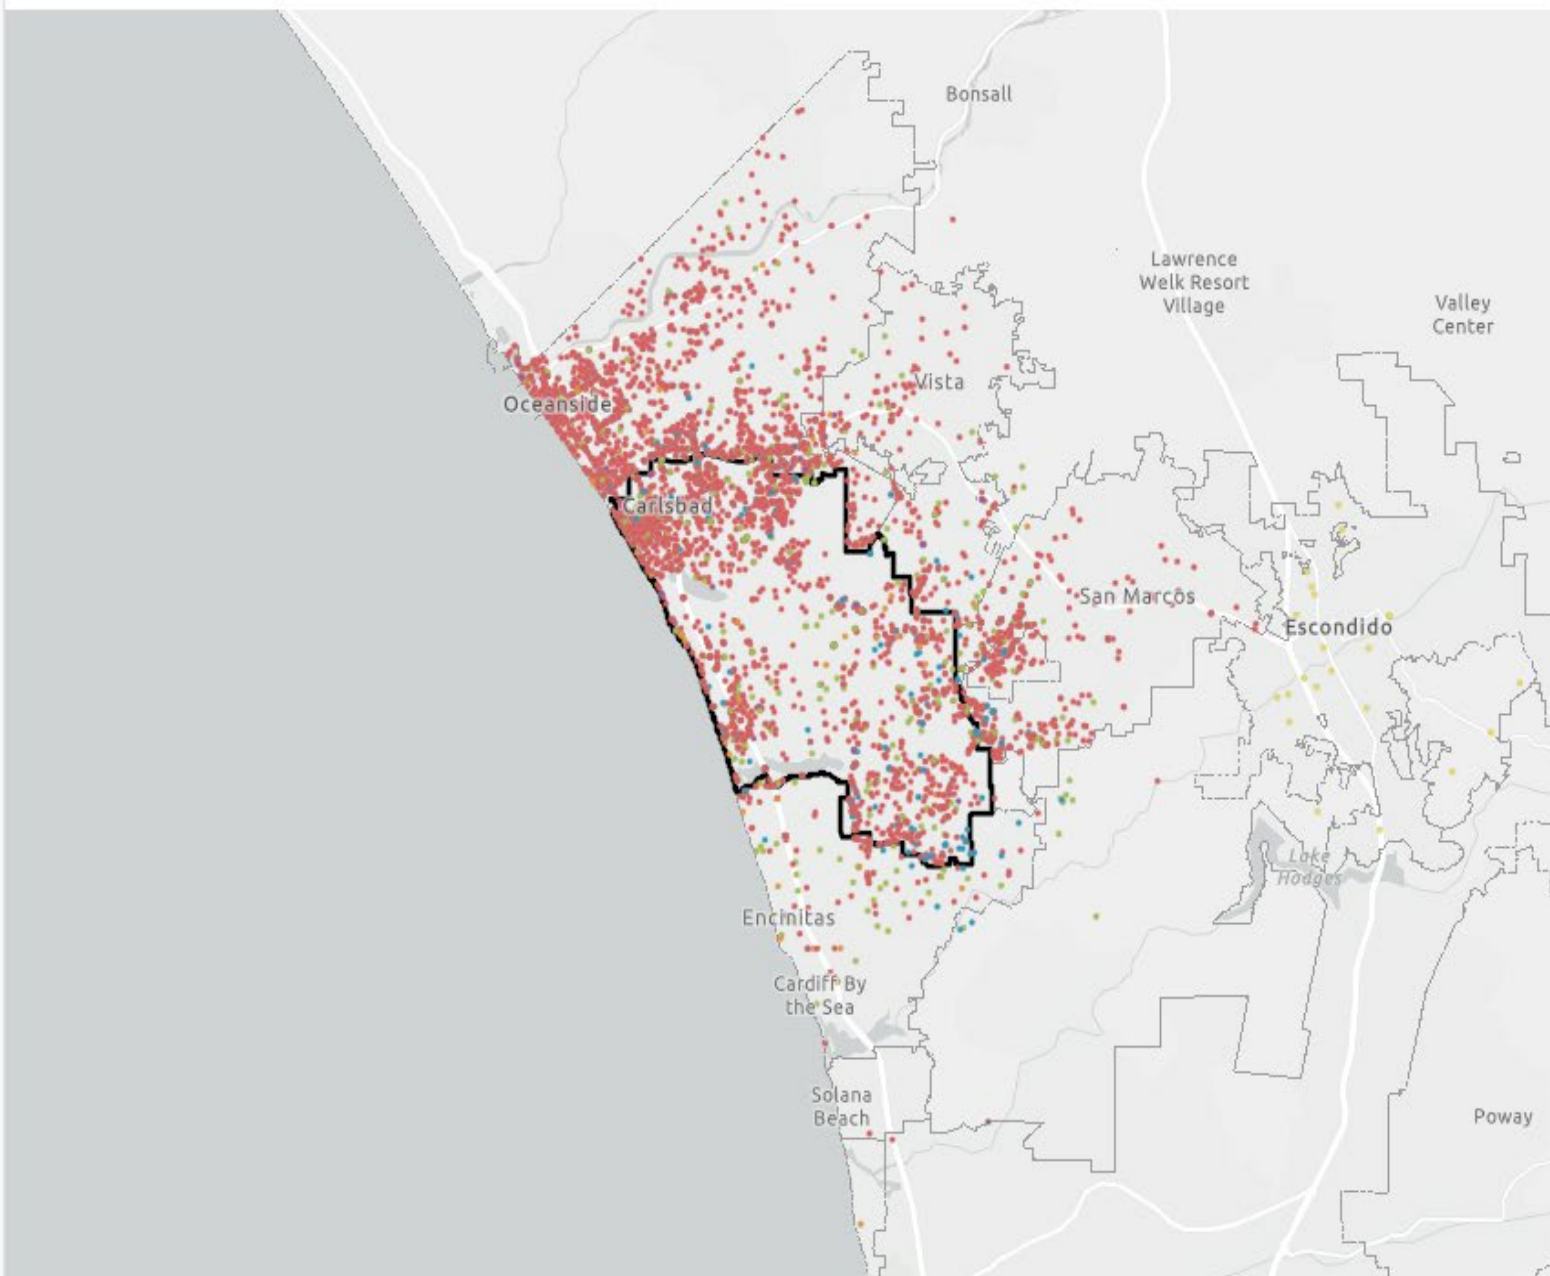 Bonsall
Lawrence
Welk Resort
Village
Valley
Center
Vista
Oceanside
Carlsbad
San Marcos
Escondido
Lake
Hodges
Encinitas
Cardiff By
the Sea
Solana
Beach
Poway